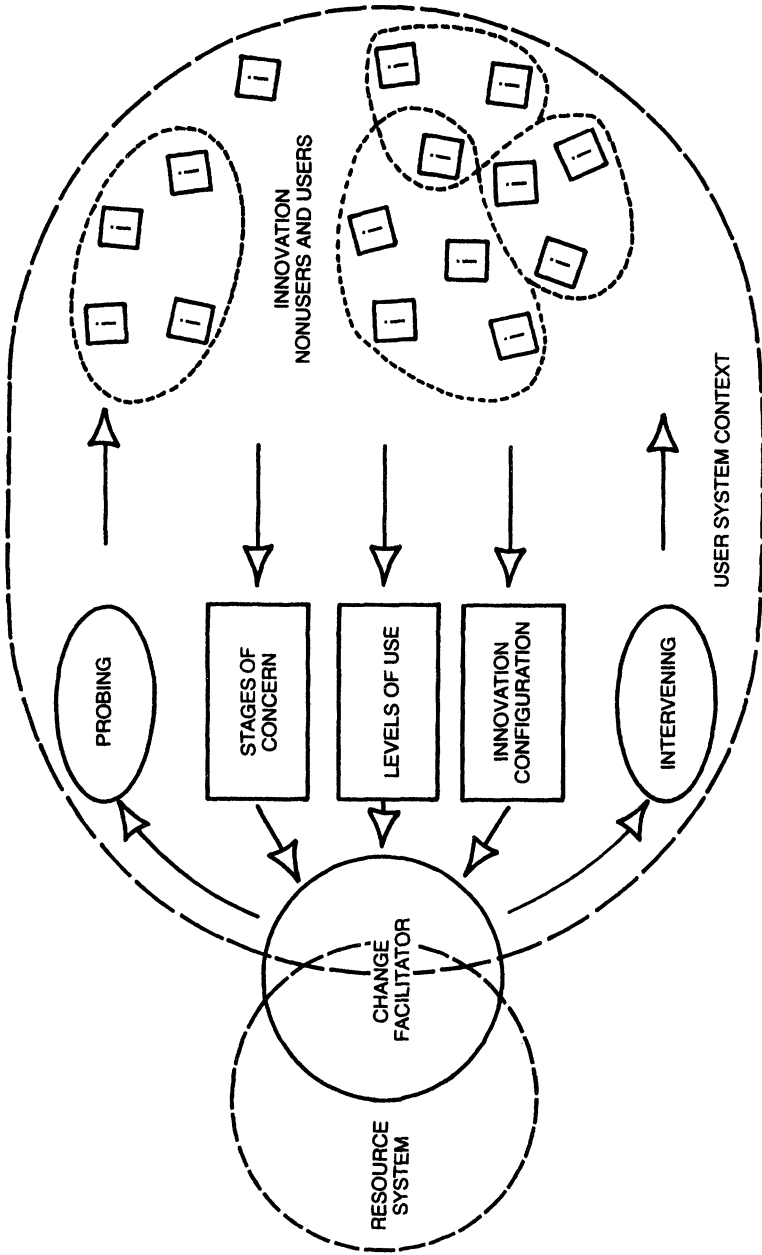 RESOURCE
SYSTEM
CHANGE
FACILITATOR
PROBING
STAGES OF
CONCERN
LEVELS OF USE
INNOVATION
CONFIGURATION
INTERVENING
i
i
i
i
i
INNOVATION
NONUSERS AND USERS
i
i
i
i
i
i
i
i
i
i
USER SYSTEM CONTEXT